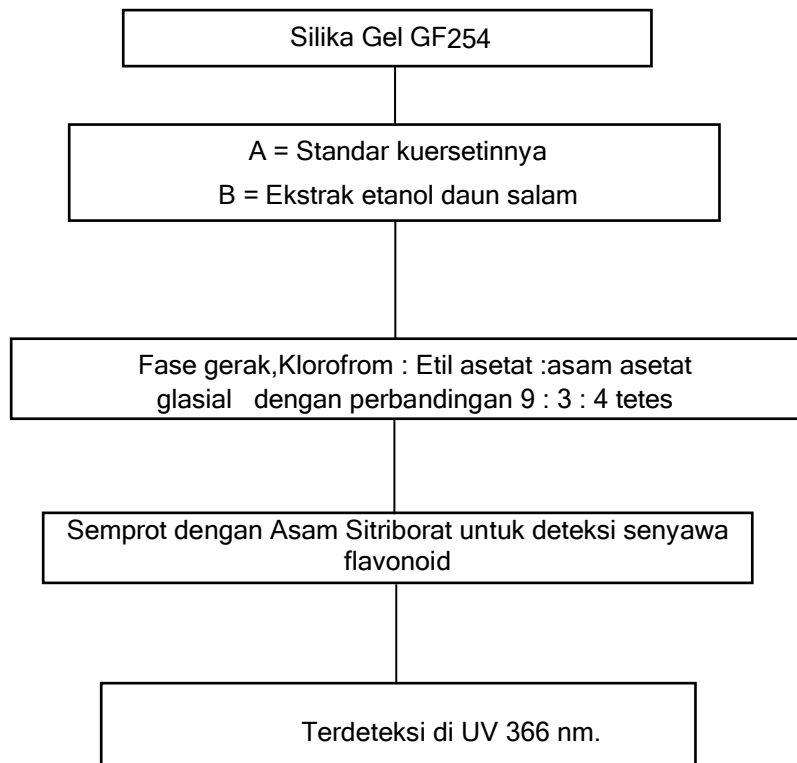 Silika Gel GF254
A = Standar kuersetinnya
B = Ekstrak etanol daun salam
Fase gerak,Klorofrom : Etil asetat :asam asetat
glasial dengan perbandingan 9 : 3 : 4 tetes
Semprot dengan Asam Sitriborat untuk deteksi senyawa
flavonoid
Terdeteksi di UV 366 nm.